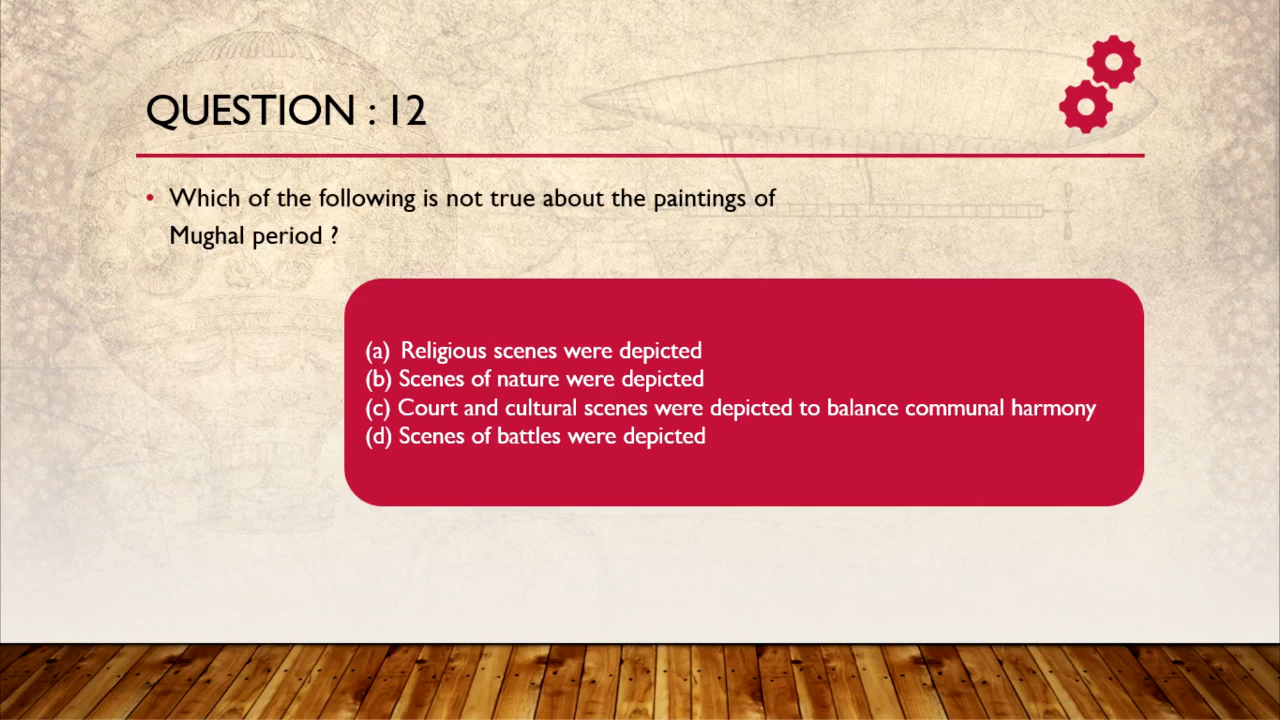 QUESTION : 12
• Which of the following is not true about the paintings of
Mughal period ?
(a) Religious scenes were depicted
(b) Scenes of nature were depicted
(c) Court and cultural scenes were depicted to balance communal harmony
(d) Scenes of battles were depicted